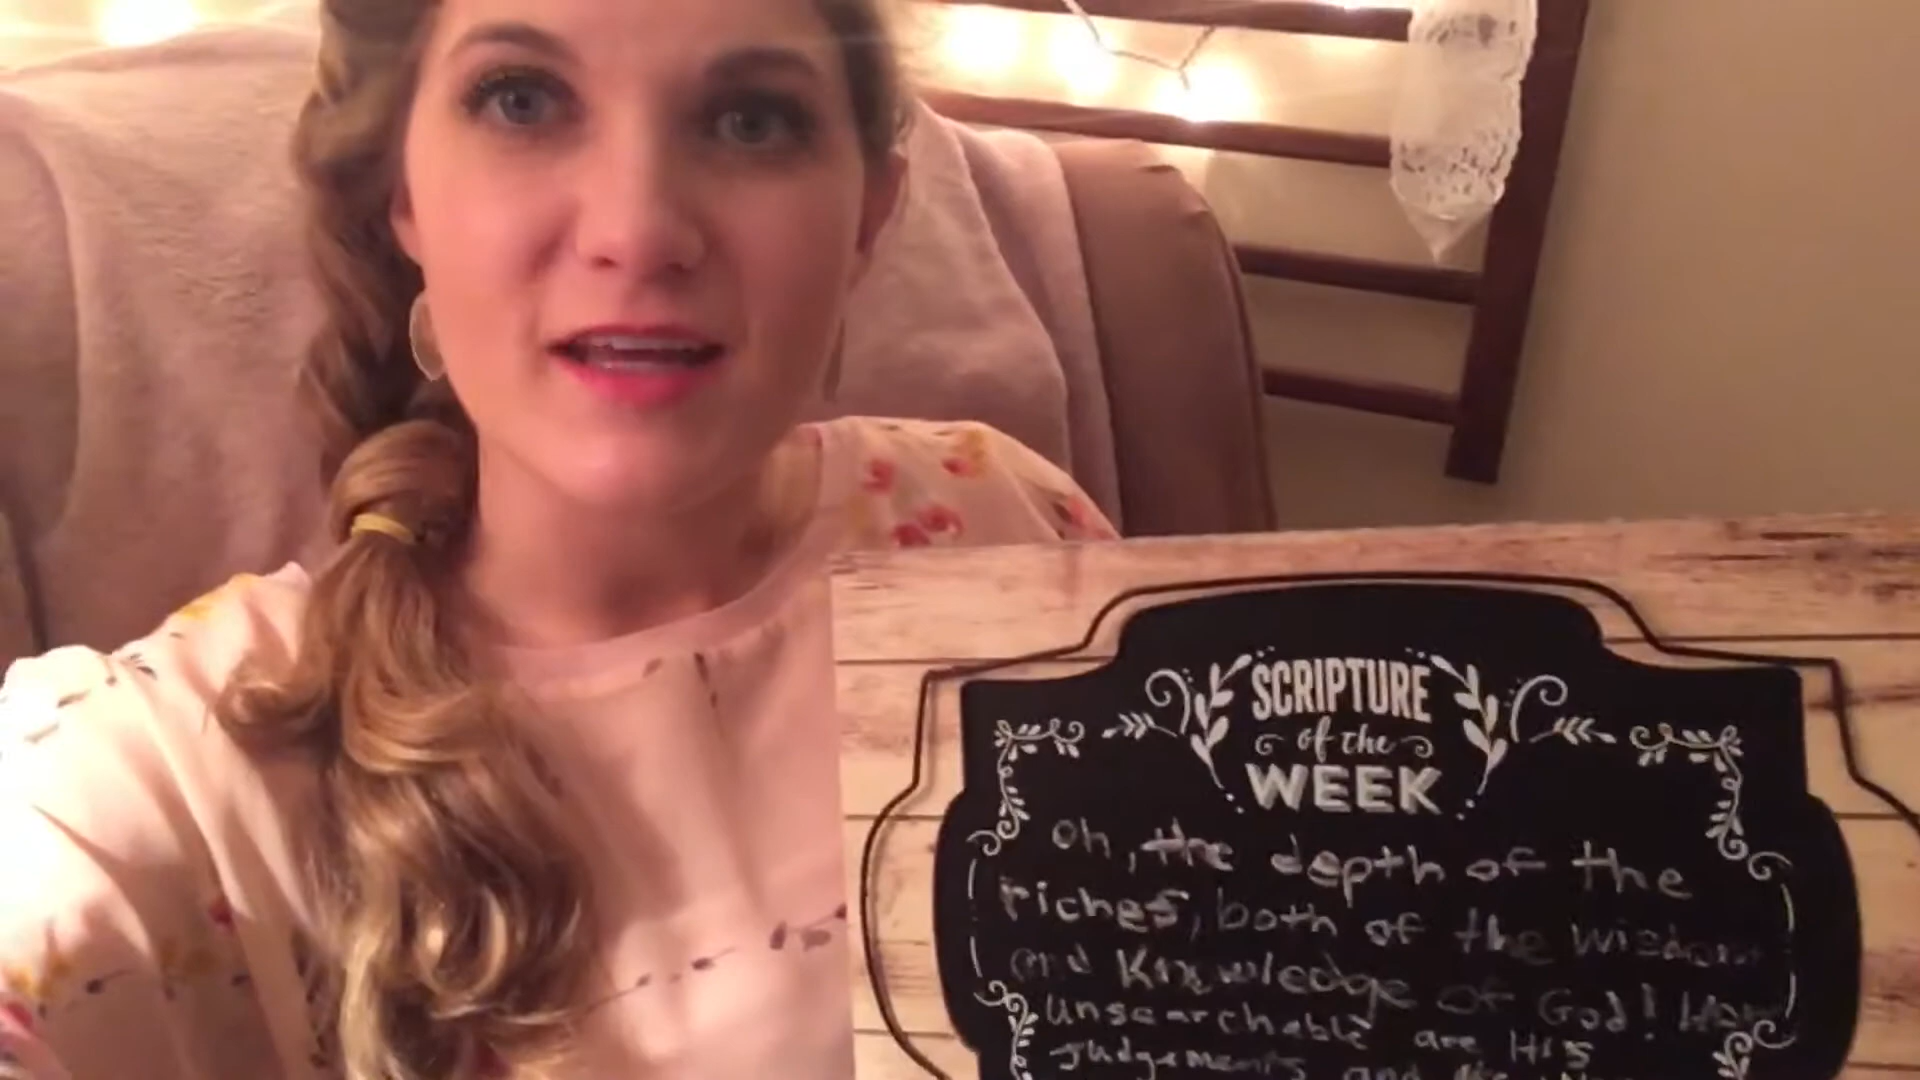 SCRIPTURE
of the
WEEK
Oh, the depth of the
riches, both of the wisdom
and Knowledge of God! How
unsearchable are His
judgements and